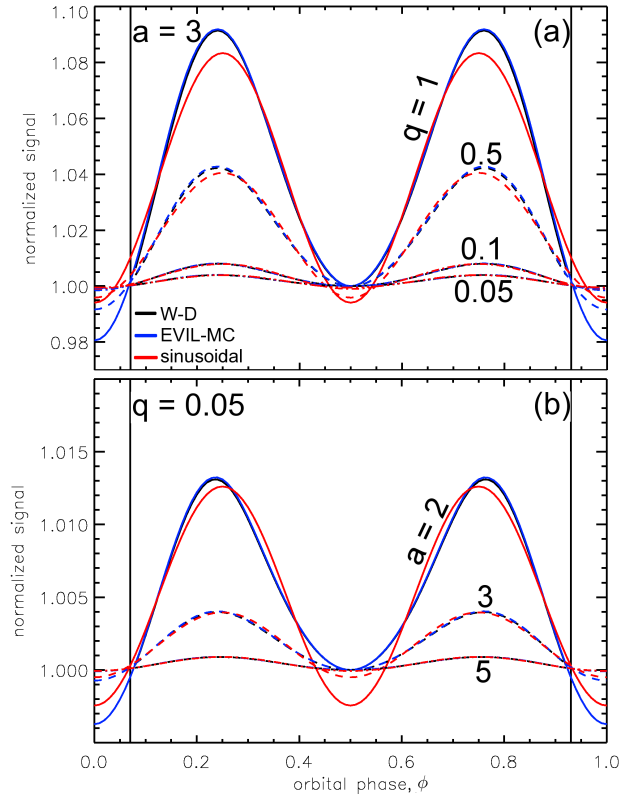 1.10
a = 3
(a)
1.08
1.06
q = 1
normalized signal
1.04
0.5
1.02
0.1
1.00
0.05
W-D
EVIL-MC
sinusoidal
0.98
q = 0.05
(b)
1.015
a = 2
normalized signal
1.010
1.005
3
1.000
5
0.0 0.2 0.4 0.6 0.8 1.0
orbital phase, ϕ